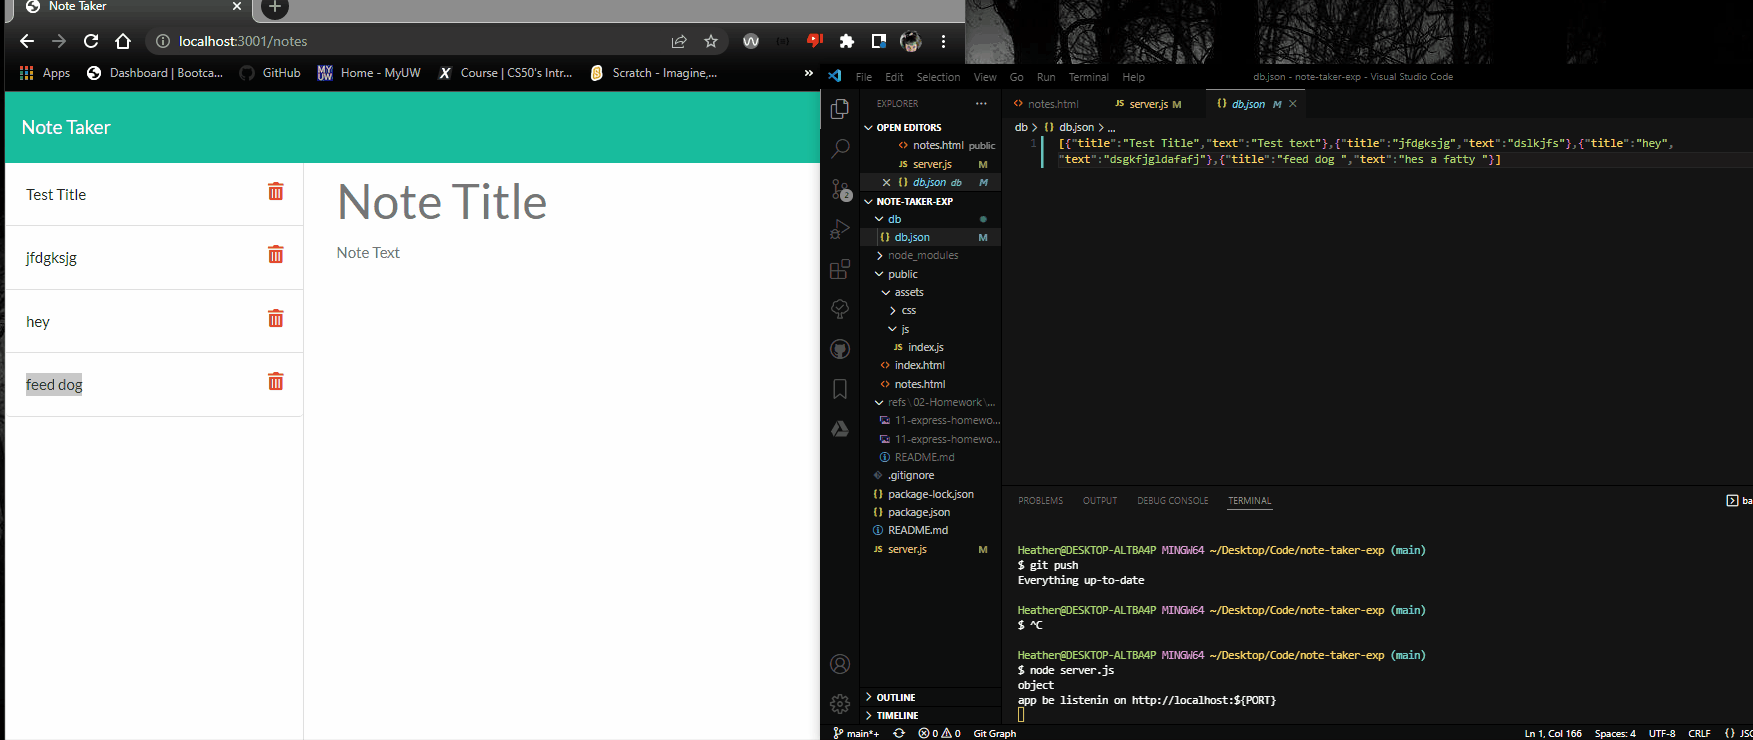 Note Taker
localhost:3001/notes
Apps Dashboard | Bootca... GitHub Home - MyUW Course | CS50's Intr... Scratch - Imagine,... »
Note Taker
Test Title
jfdgksjg
hey
feed dog
Note Title
Note Text
File Edit Selection View Go Run Terminal Help db.json - note-taker-exp - Visual Studio Code
EXPLORER
OPEN EDITORS
notes.html public
server.js M
db.json db M
NOTE-TAKER-EXP
db
db.json M
node_modules
public
assets
css
js
index.js
index.html
notes.html
refs\02-Homework\...
11-express-homewo...
11-express-homewo...
README.md
.gitignore
package-lock.json
package.json
README.md
server.js M
OUTLINE
TIMELINE
2
notes.html server.js M db.json M
db > db.json > ...
1 [{"title":"Test Title","text":"Test text"},{"title":"jfdgksjg","text":"dslkjfs"},{"title":"hey",
"text":"dsgkfjgldafafj"},{"title":"feed dog ","text":"hes a fatty "}]
PROBLEMS OUTPUT DEBUG CONSOLE TERMINAL ba
Heather@DESKTOP-ALTBA4P MINGW64 ~/Desktop/Code/note-taker-exp (main)
$ git push
Everything up-to-date
Heather@DESKTOP-ALTBA4P MINGW64 ~/Desktop/Code/note-taker-exp (main)
$ ^C
Heather@DESKTOP-ALTBA4P MINGW64 ~/Desktop/Code/note-taker-exp (main)
$ node server.js
object
app be listenin on http://localhost:${PORT}
main*+ 0 0 Git Graph Ln 1, Col 166 Spaces: 4 UTF-8 CRLF {} JSO